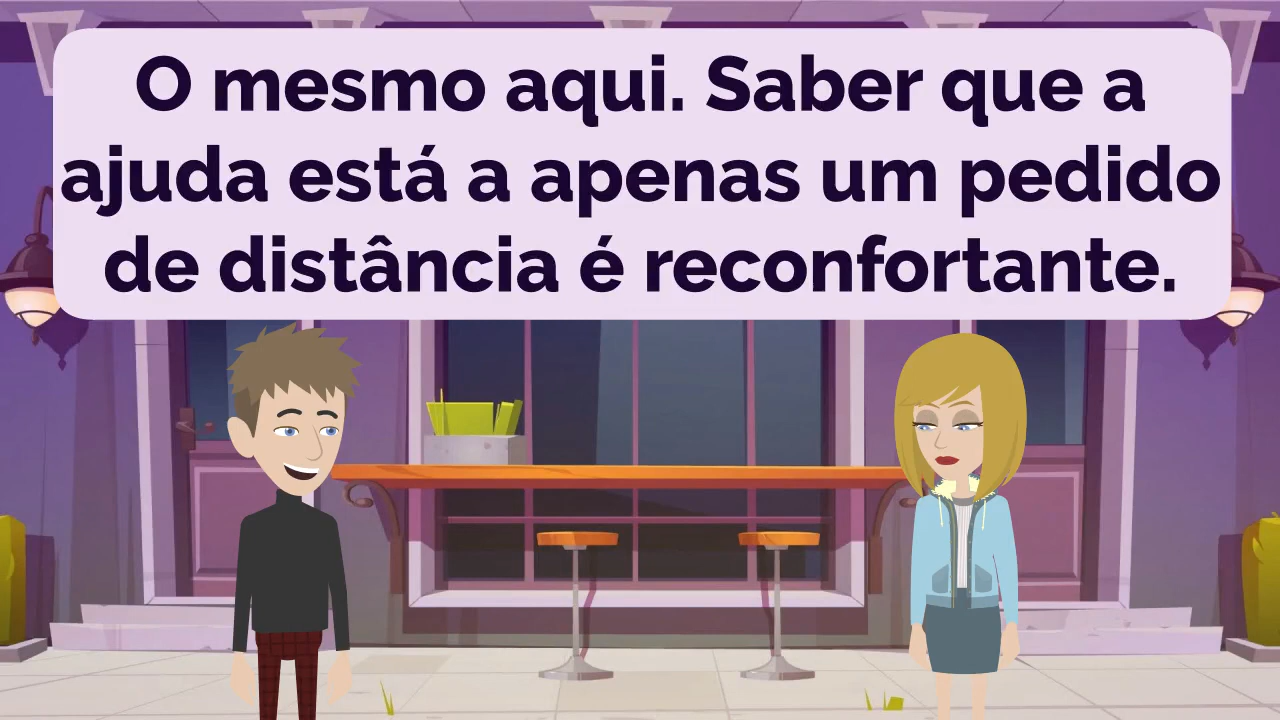 O mesmo aqui. Saber que a
ajuda está a apenas um pedido
de distância é reconfortante.